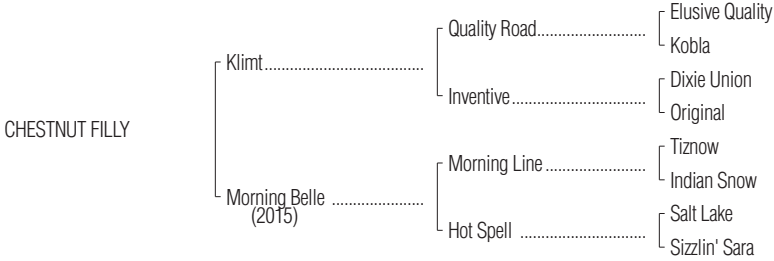 Elusive Quality
Quality Road
Kobla
Klimt
Dixie Union
Inventive
Original
CHESTNUT FILLY
Tiznow
Morning Line
Indian Snow
Morning Belle
(2015)
Salt Lake
Hot Spell
Sizzlin' Sara